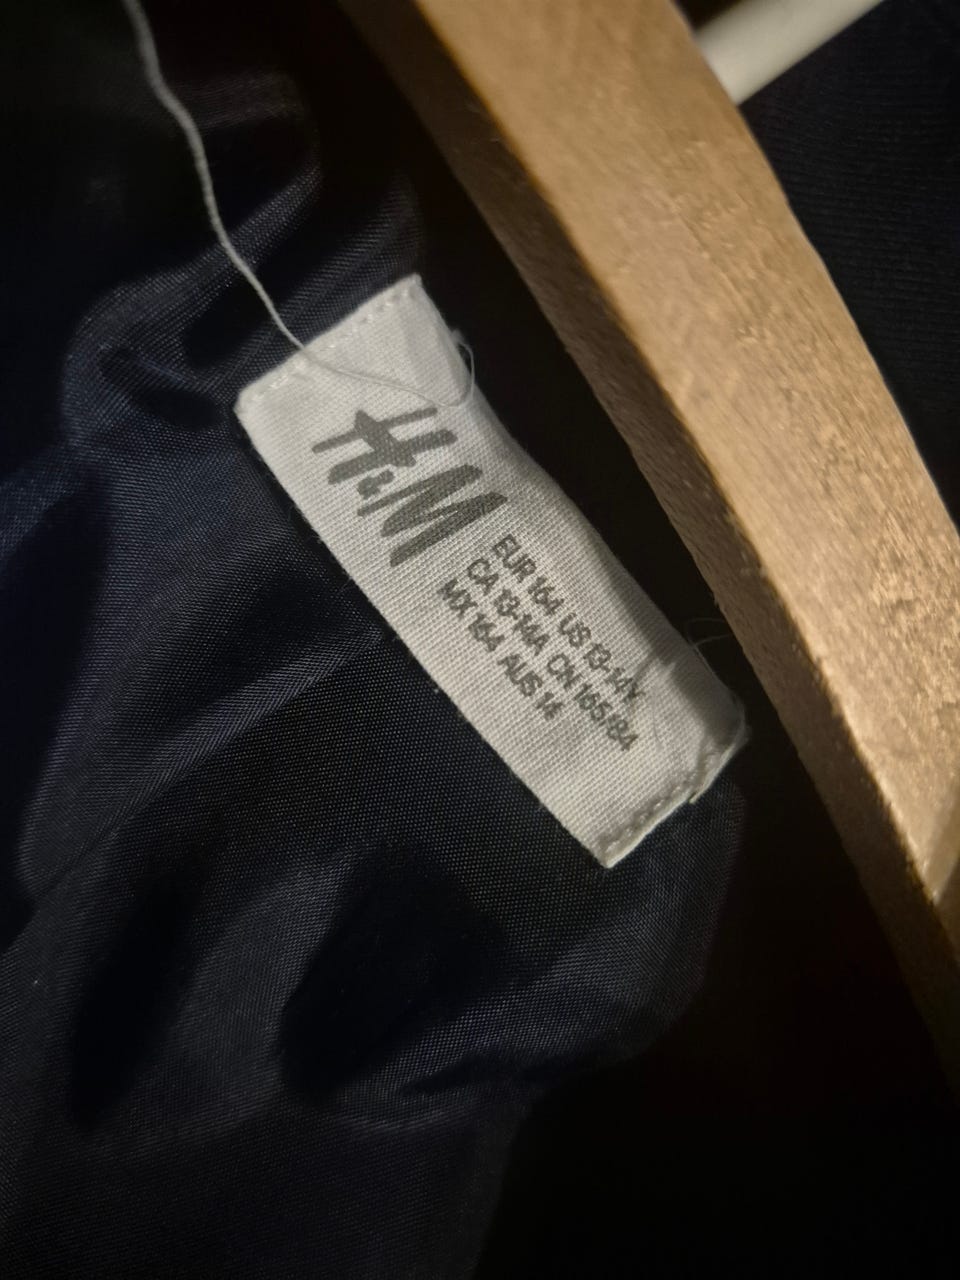 H&M
EUR 164 US 13-14Y
CA 13-14A CN 165/84
MX 164 AUS 14